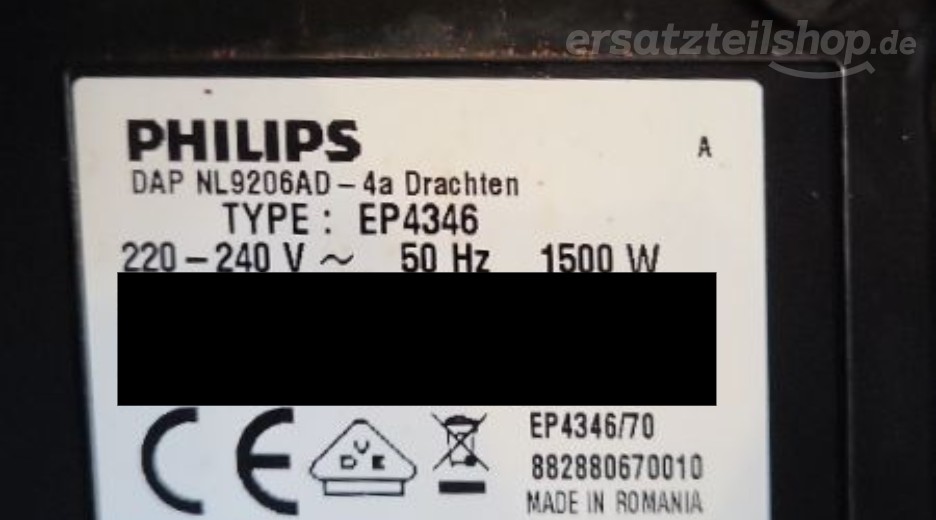 ersatzteilshop.de
PHILIPS
A
DAP NL9206AD – 4a Drachten
TYPE : EP4346
220 – 240 V ~ 50 Hz 1500 W
CE
D V E
EP4346/70
882880670010
MADE IN ROMANIA